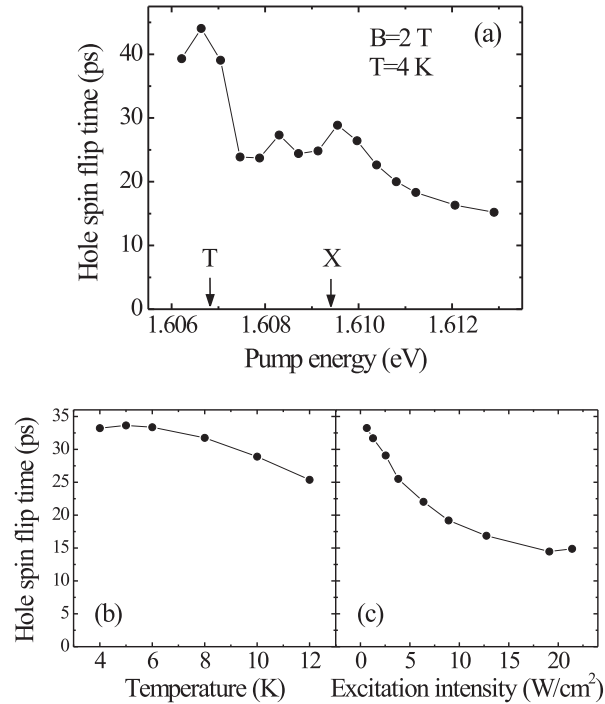 (a)
B=2 T
T=4 K
Hole spin flip time (ps)
40
30
20
10
0
T
X
1.606 1.608 1.610 1.612
Pump energy (eV)
Hole spin flip time (ps)
35
30
25
20
15
10
5
0
(b)
(c)
4 6 8 10 12
0 5 10 15 20
Temperature (K)
Excitation intensity (W/cm²)